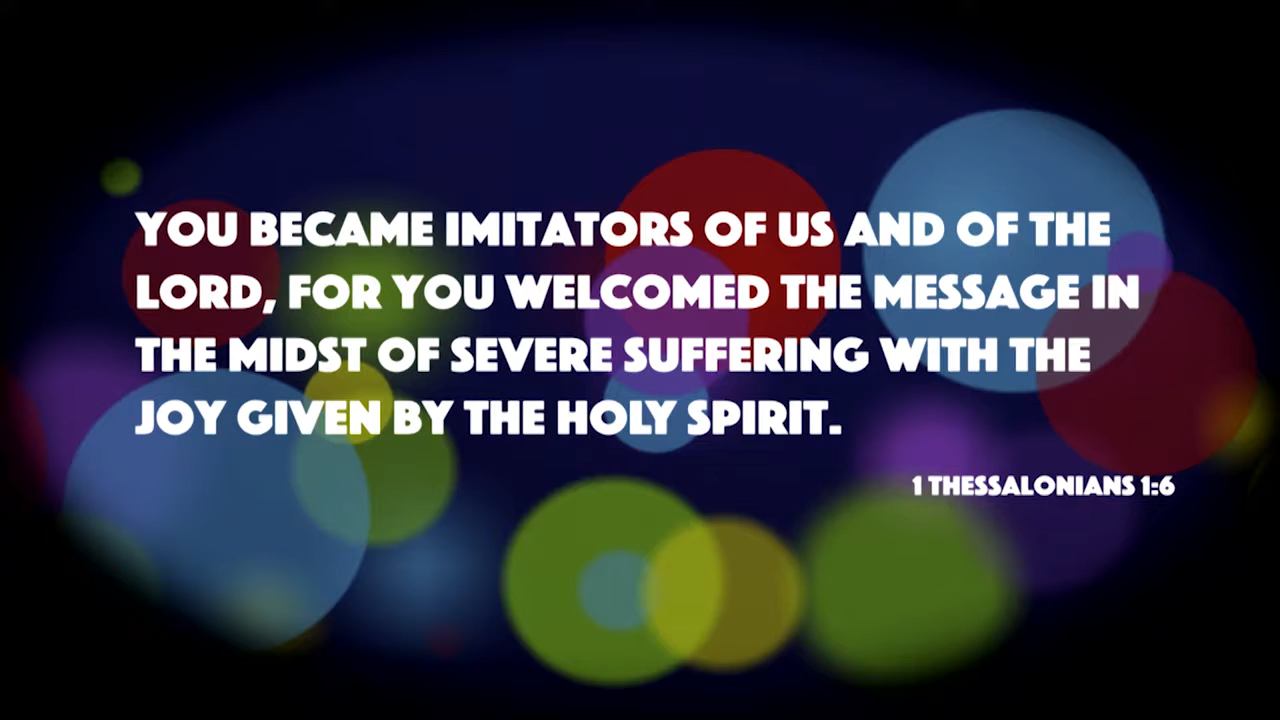 YOU BECAME IMITATORS OF US AND OF THE
LORD, FOR YOU WELCOMED THE MESSAGE IN
THE MIDST OF SEVERE SUFFERING WITH THE
JOY GIVEN BY THE HOLY SPIRIT.
1 THESSALONIANS 1:6